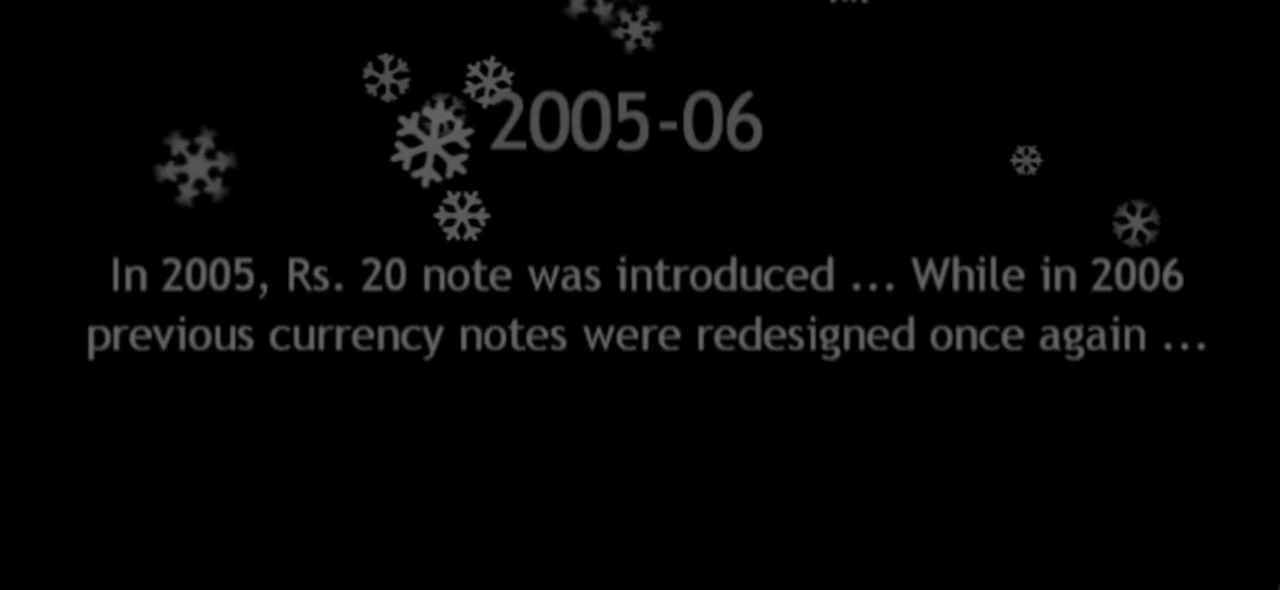 2005-06
In 2005, Rs. 20 note was introduced ... While in 2006
previous currency notes were redesigned once again ...